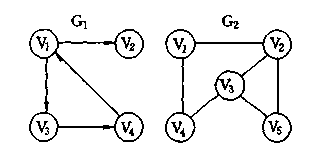 G₁ G₂
V₁ V₂ V₁ V₂
V₃
V₃ V₄ V₄ V₅